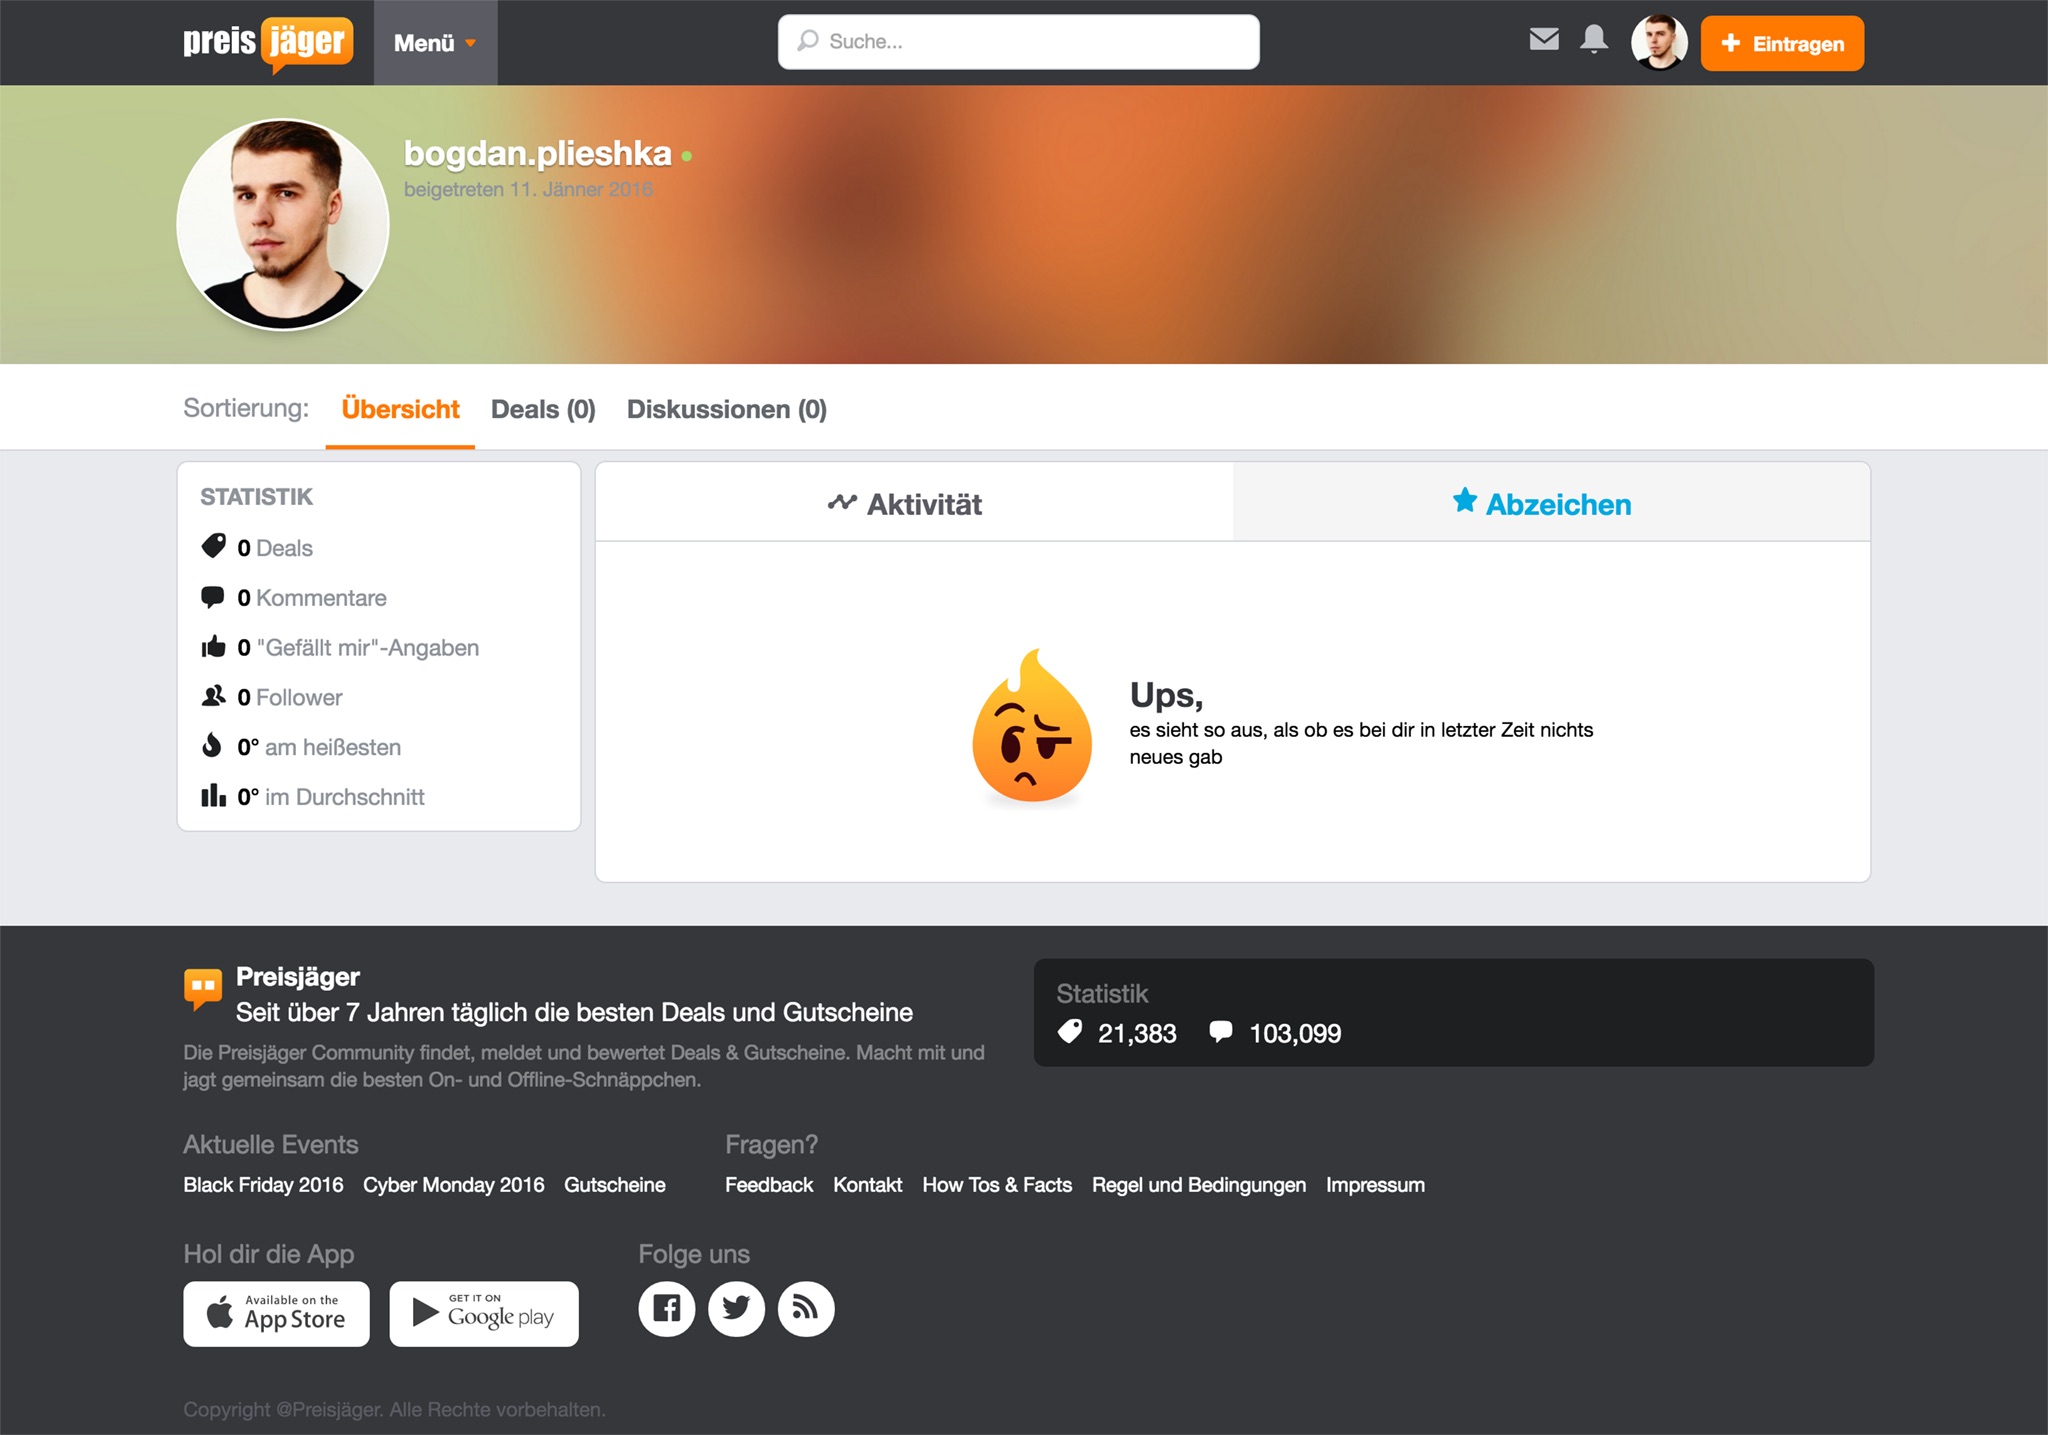 preis jäger
Menü
Suche...
Eintragen
bogdan.plieshka
beigetreten 11. Jänner 2016
Sortierung: Übersicht Deals (0) Diskussionen (0)
STATISTIK
0 Deals
0 Kommentare
0 "Gefällt mir"-Angaben
0 Follower
0° am heißesten
0° im Durchschnitt
Aktivität
Abzeichen
Ups,
es sieht so aus, als ob es bei dir in letzter Zeit nichts
neues gab
Preisjäger
Seit über 7 Jahren täglich die besten Deals und Gutscheine
Die Preisjäger Community findet, meldet und bewertet Deals & Gutscheine. Macht mit und
jagt gemeinsam die besten On- und Offline-Schnäppchen.
Statistik
21,383 103,099
Aktuelle Events
Black Friday 2016 Cyber Monday 2016 Gutscheine
Fragen?
Feedback Kontakt How Tos & Facts Regel und Bedingungen Impressum
Hol dir die App
Available on the
App Store
GET IT ON
Google play
Folge uns
Copyright @Preisjäger. Alle Rechte vorbehalten.